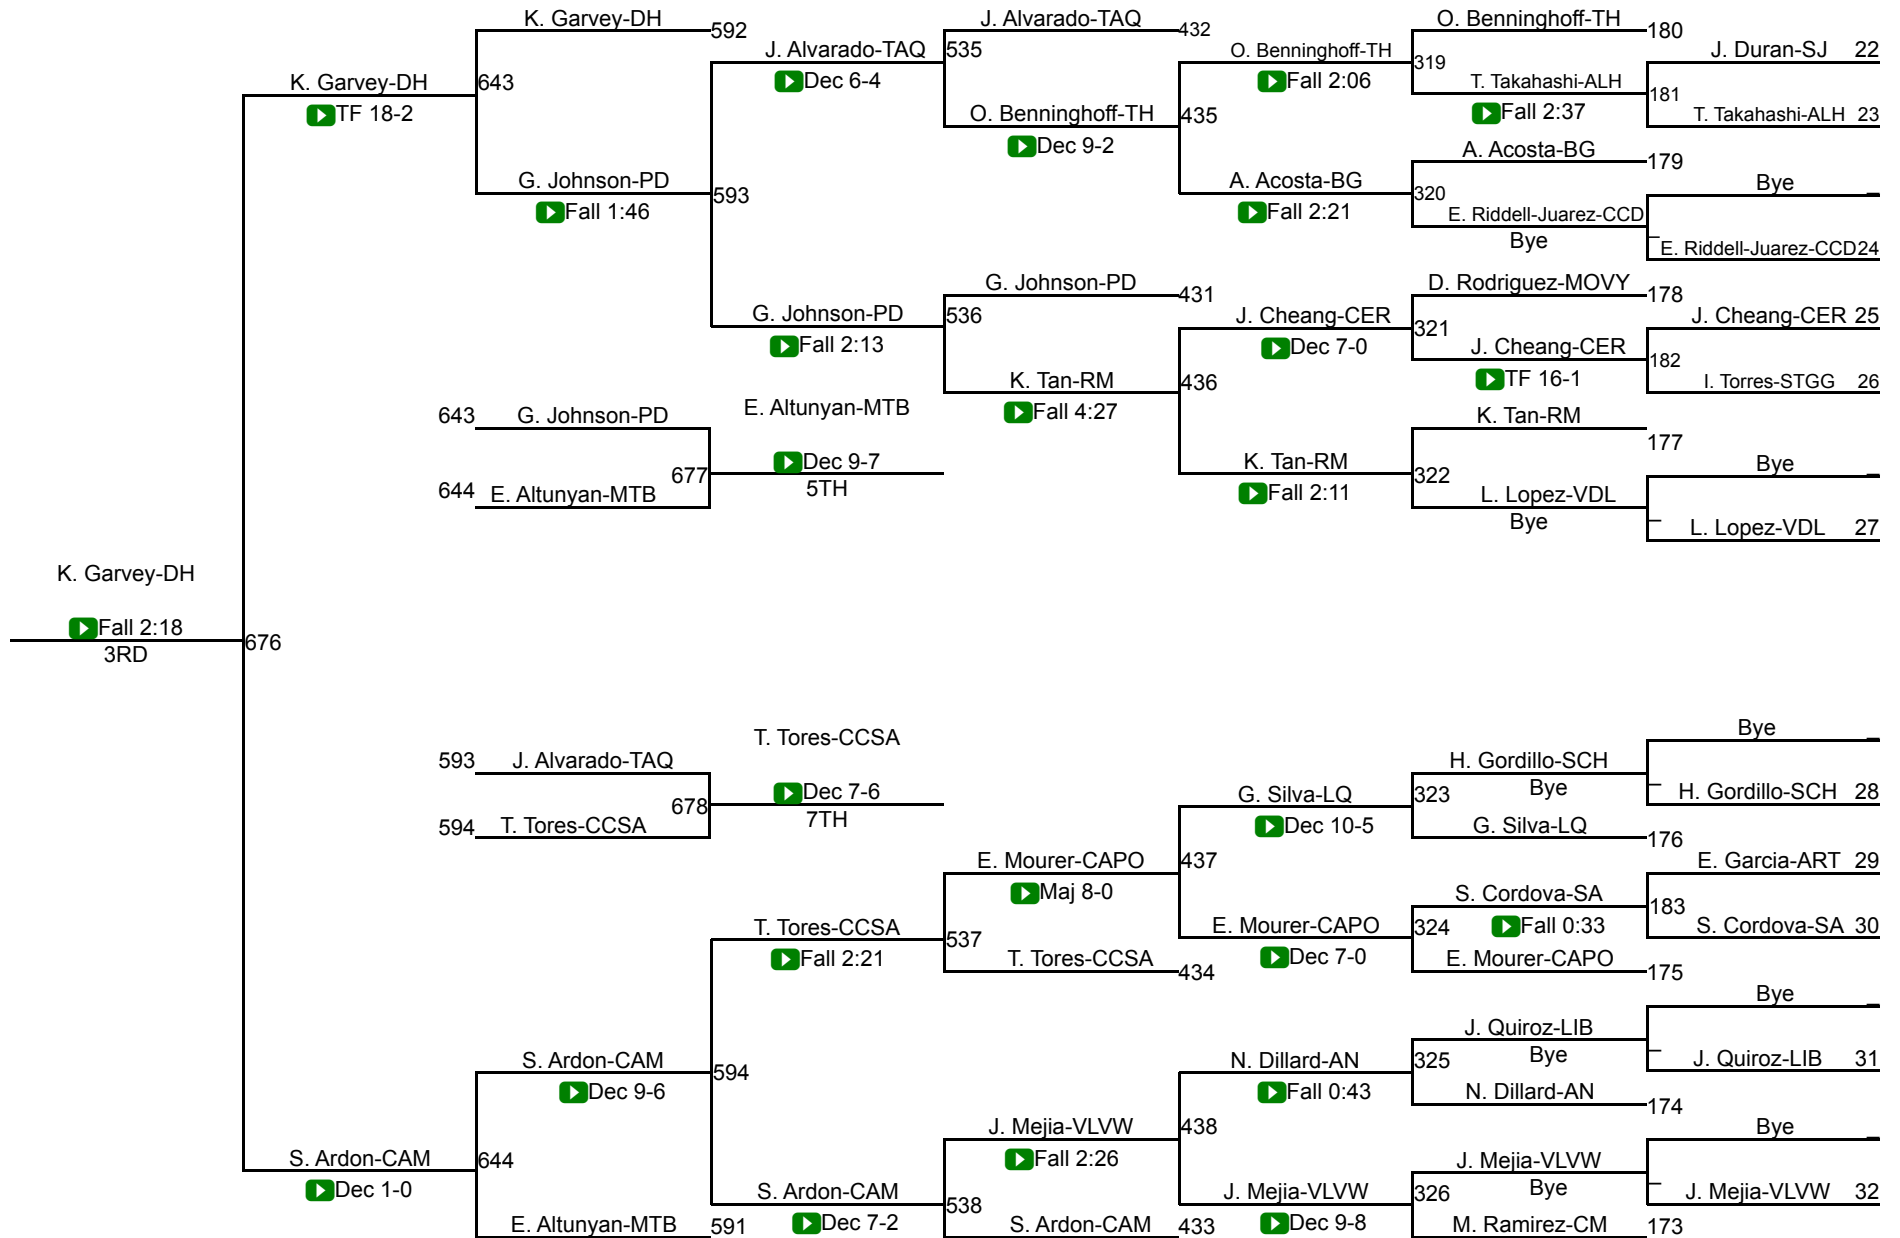 K. Garvey-DH
592
J. Alvarado-TAQ
432
O. Benninghoff-TH
180
J. Alvarado-TAQ
535
O. Benninghoff-TH
319
J. Duran-SJ 22
K. Garvey-DH
643
Dec 6-4
Fall 2:06
T. Takahashi-ALH
181
TF 18-2
O. Benninghoff-TH
435
Fall 2:37
T. Takahashi-ALH 23
Dec 9-2
A. Acosta-BG
179
G. Johnson-PD
593
A. Acosta-BG
320
Bye _
Fall 1:46
Fall 2:21
E. Riddell-Juarez-CCD
Bye
_
E. Riddell-Juarez-CCD24
G. Johnson-PD
431
D. Rodriguez-MOVY
178
G. Johnson-PD
536
J. Cheang-CER
321
J. Cheang-CER 25
Fall 2:13
Dec 7-0
J. Cheang-CER
182
K. Tan-RM
436
TF 16-1
I. Torres-STGG 26
643
G. Johnson-PD
E. Altunyan-MTB
Fall 4:27
K. Tan-RM
177
677
Dec 9-7
K. Tan-RM
322
Bye _
644
E. Altunyan-MTB
5TH
Fall 2:11
L. Lopez-VDL
Bye
_
L. Lopez-VDL 27
K. Garvey-DH
Fall 2:18
676
3RD
T. Tores-CCSA
Bye _
593
J. Alvarado-TAQ
H. Gordillo-SCH
678
Dec 7-6
G. Silva-LQ
323
Bye
_
H. Gordillo-SCH 28
594
T. Tores-CCSA
7TH
Dec 10-5
G. Silva-LQ
176
E. Mourer-CAPO
437
E. Garcia-ART 29
Maj 8-0
S. Cordova-SA
183
T. Tores-CCSA
537
E. Mourer-CAPO
324
Fall 0:33
S. Cordova-SA 30
Fall 2:21
T. Tores-CCSA
434
Dec 7-0
E. Mourer-CAPO
175
Bye _
J. Quiroz-LIB
S. Ardon-CAM
594
N. Dillard-AN
325
Bye
_
J. Quiroz-LIB 31
Dec 9-6
Fall 0:43
N. Dillard-AN
174
J. Mejia-VLVW
438
Bye _
S. Ardon-CAM
644
Fall 2:26
J. Mejia-VLVW
Dec 1-0
S. Ardon-CAM
538
J. Mejia-VLVW
326
Bye
_
J. Mejia-VLVW 32
E. Altunyan-MTB
591
Dec 7-2
S. Ardon-CAM
433
Dec 9-8
M. Ramirez-CM
173